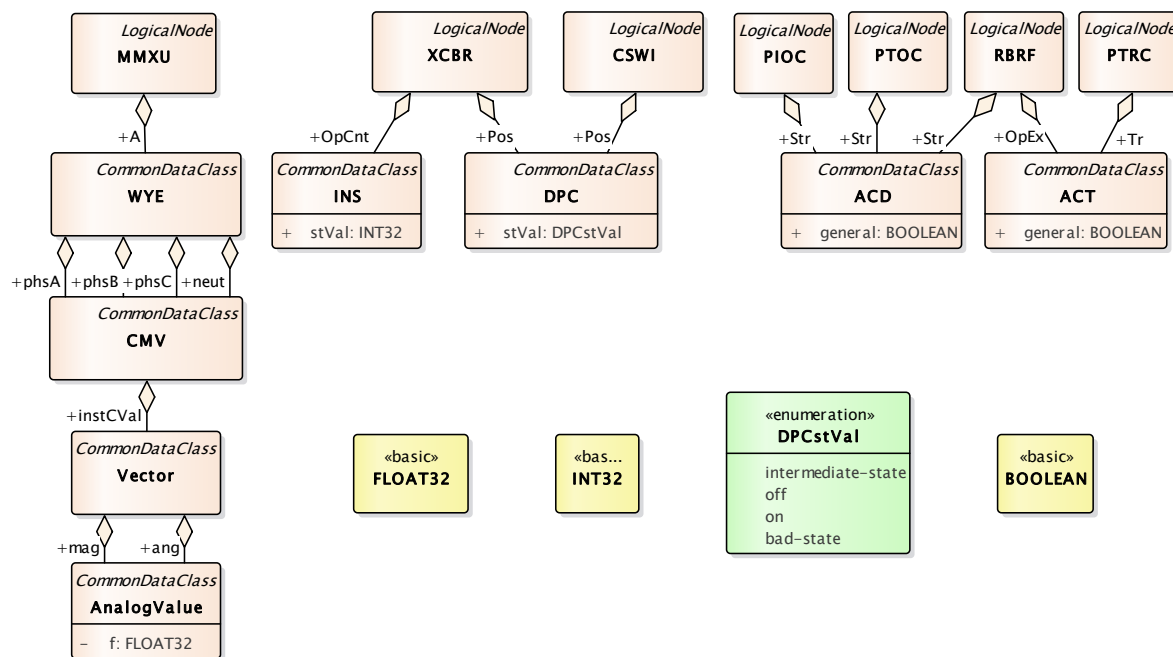 LogicalNode
MMXU
LogicalNode
XCBR
LogicalNode
CSWI
LogicalNode
PIOC
LogicalNode
PTOC
LogicalNode
RBRF
LogicalNode
PTRC
+A
+OpCnt
+Pos
+Pos
+Str
+Str
+Str
+OpEx
+Tr
CommonDataClass
WYE
CommonDataClass
INS
+ stVal: INT32
CommonDataClass
DPC
+ stVal: DPCstVal
CommonDataClass
ACD
+ general: BOOLEAN
CommonDataClass
ACT
+ general: BOOLEAN
+phsA
+phsB
+phsC
+neut
CommonDataClass
CMV
+instCVal
CommonDataClass
Vector
«basic»
FLOAT32
«bas...
INT32
«enumeration»
DPCstVal
intermediate-state
off
on
bad-state
«basic»
BOOLEAN
+mag
+ang
CommonDataClass
AnalogValue
- f: FLOAT32